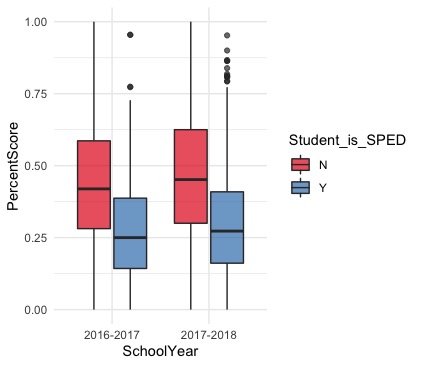 1.00
0.75
0.50
0.25
0.00
PercentScore
2016-2017 2017-2018
SchoolYear
Student_is_SPED
N
Y